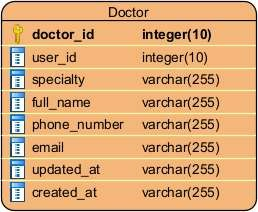 Doctor
doctor_id integer(10)
user_id integer(10)
specialty varchar(255)
full_name varchar(255)
phone_number varchar(255)
email varchar(255)
updated_at varchar(255)
created_at varchar(255)